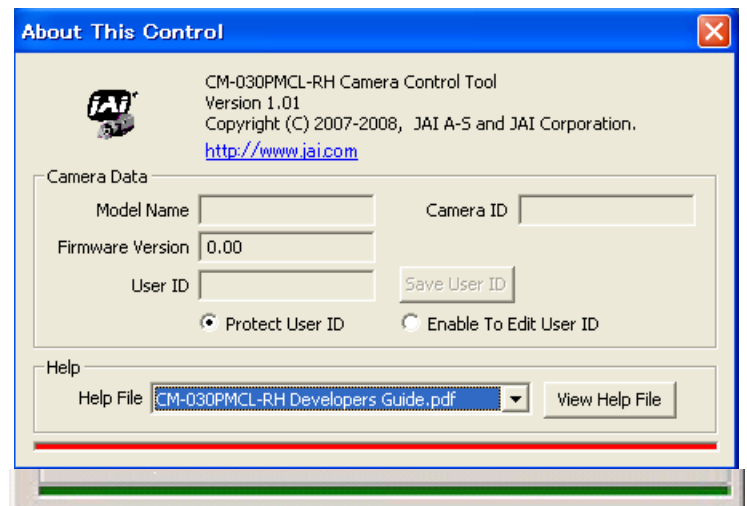 About This Control
JAI
CM-030PMCL-RH Camera Control Tool
Version 1.01
Copyright (C) 2007-2008, JAI A-S and JAI Corporation.
http://www.jai.com
Camera Data
Model Name
Camera ID
Firmware Version 0.00
User ID
Save User ID
Protect User ID
Enable To Edit User ID
Help
Help File CM-030PMCL-RH Developers Guide.pdf View Help File